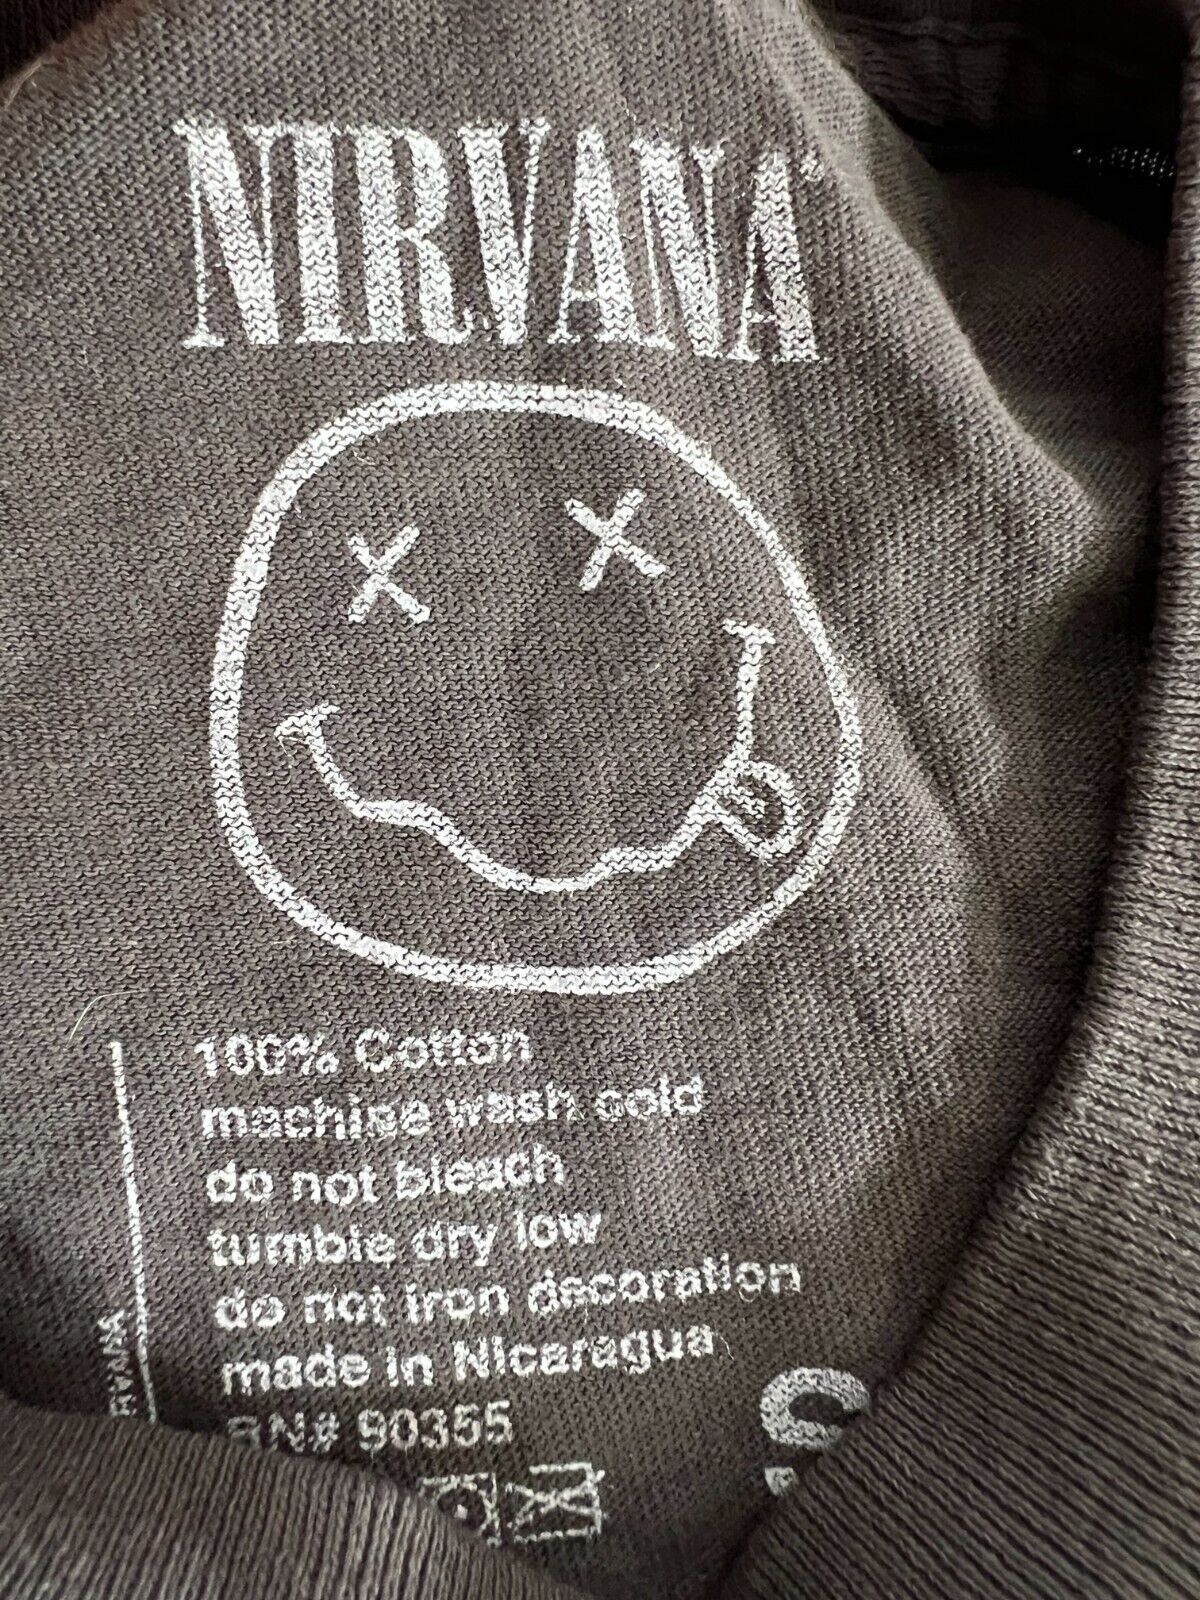 NIRVANA
100% Cotton
machine wash cold
do not bleach
tumble dry low
do not iron decoration
made in Nicaragua
RN# 90355